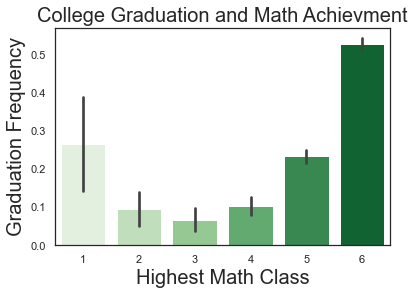 College Graduation and Math Achievment
Graduation Frequency
0.5
0.4
0.3
0.2
0.1
0.0
1 2 3 4 5 6
Highest Math Class